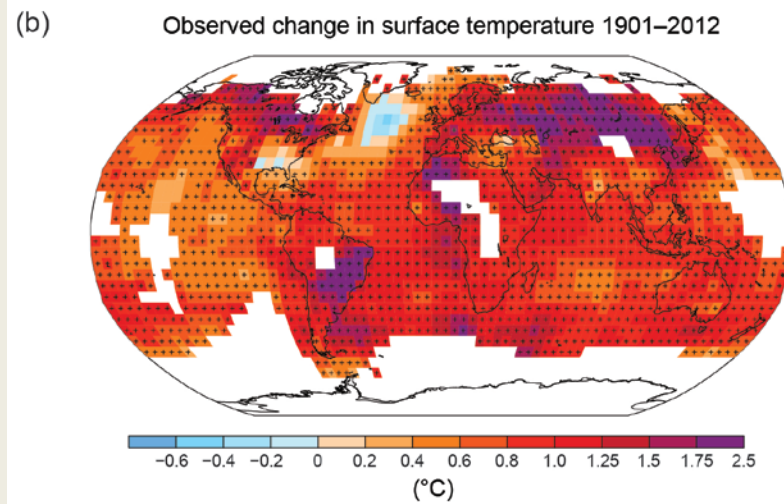 (b)
Observed change in surface temperature 1901–2012
−0.6 −0.4 −0.2 0 0.2 0.4 0.6 0.8 1.0 1.25 1.5 1.75 2.5
(°C)